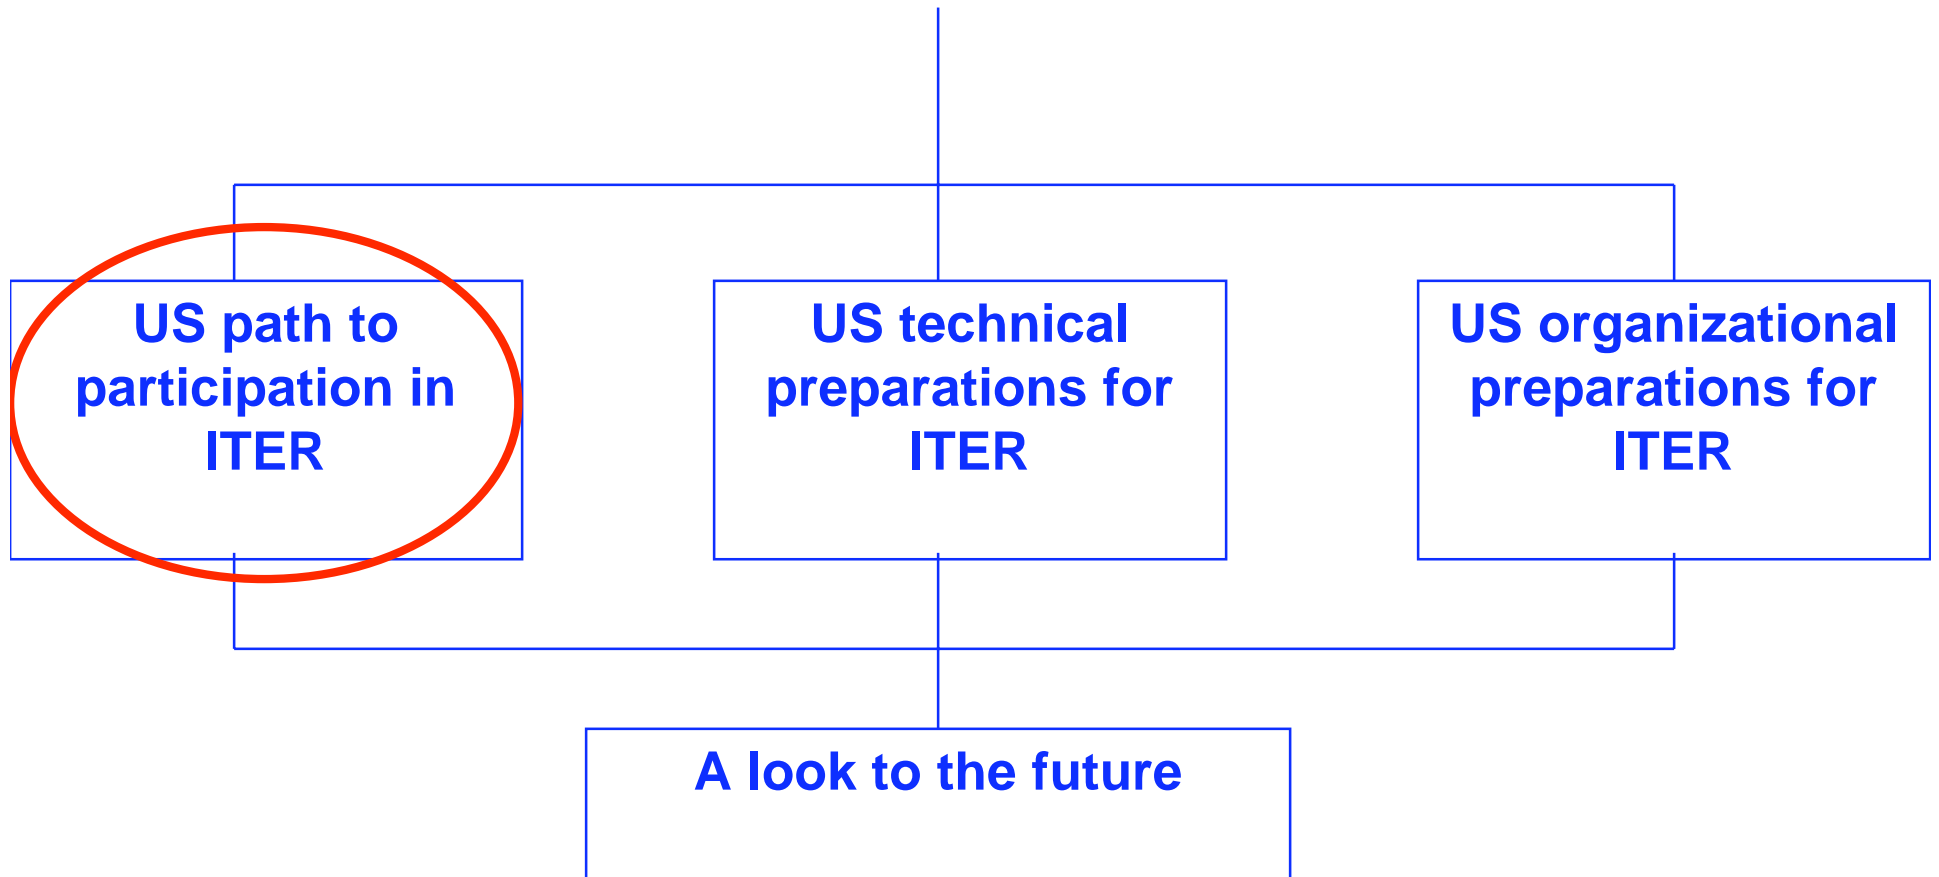 US path to
participation in
ITER
US technical
preparations for
ITER
US organizational
preparations for
ITER
A look to the future